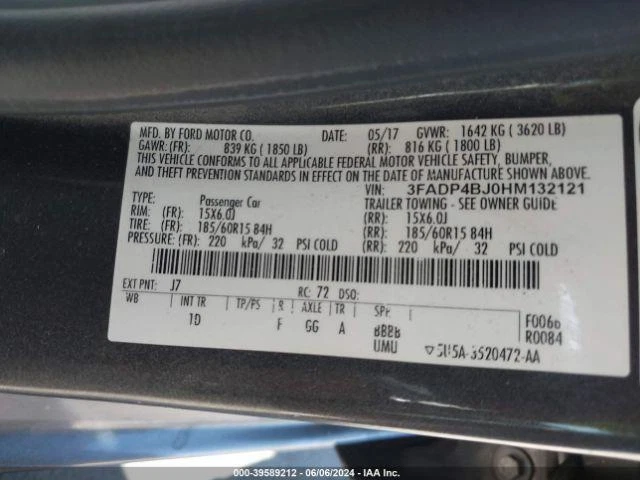 MFD. BY FORD MOTOR CO. DATE: 05/17 GVWR: 1642 KG ( 3620 LB)
GAWR: (FR): 839 KG ( 1850 LB) (RR): 816 KG ( 1800 LB)
THIS VEHICLE CONFORMS TO ALL APPLICABLE FEDERAL MOTOR VEHICLE SAFETY, BUMPER,
AND THEFT PREVENTION STANDARDS IN EFFECT ON THE DATE OF MANUFACTURE SHOWN ABOVE.
VIN: 3FADP4BJ0HM132121
TYPE: Passenger Car TRAILER TOWING - SEE OWNER GUIDE
RIM: (FR): 15X6.0J (RR): 15X6.0J
TIRE: (FR): 185/60R15 84H (RR): 185/60R15 84H
PRESSURE: (FR): 220 kPa/ 32 PSI COLD (RR): 220 kPa/ 32 PSI COLD
EXT PNT: J7 RC: 72 DSO:
WB INT TR TP/PS R AXLE TR SPR
1D F GG A BBBB
UMU
F0066
R0084
▽5U5A-3520472-AA
000-39589212 - 06/06/2024 - IAA Inc.